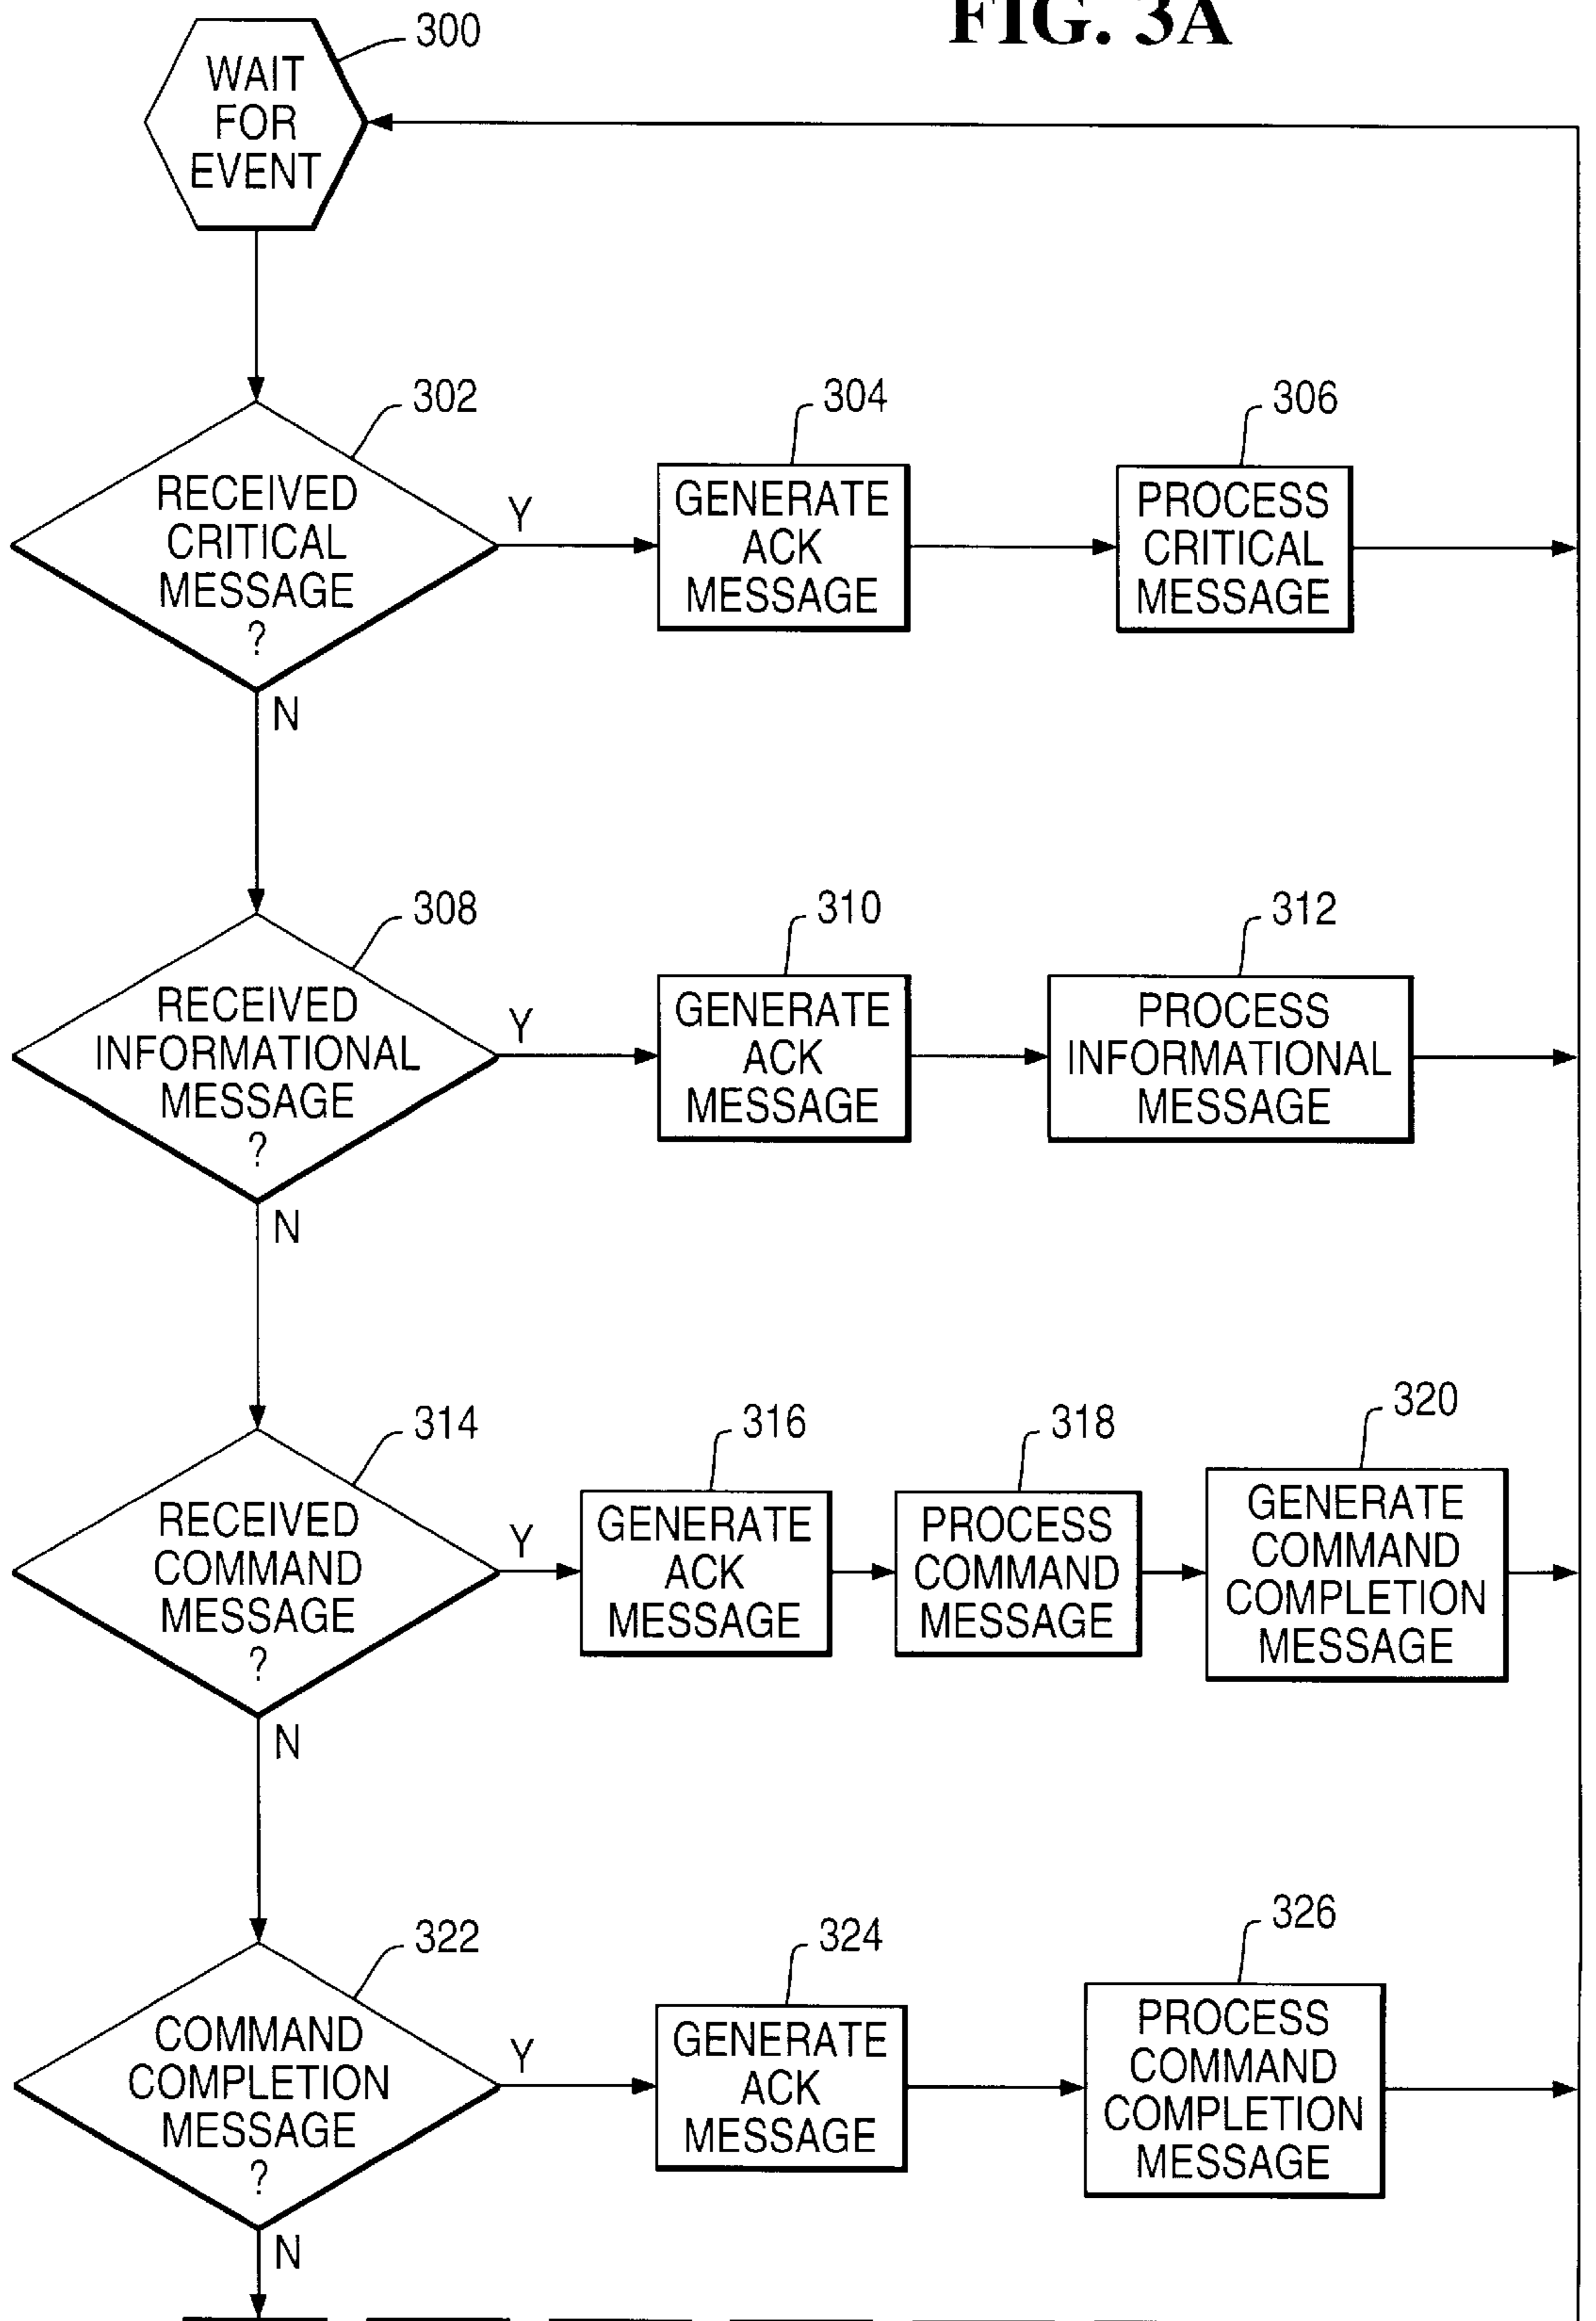 FIG. 3A
300
WAIT
FOR
EVENT
302
304
306
RECEIVED
CRITICAL
MESSAGE
?
Y
GENERATE
ACK
MESSAGE
PROCESS
CRITICAL
MESSAGE
N
308
310
312
RECEIVED
INFORMATIONAL
MESSAGE
?
Y
GENERATE
ACK
MESSAGE
PROCESS
INFORMATIONAL
MESSAGE
N
314
316
318
320
RECEIVED
COMMAND
MESSAGE
?
Y
GENERATE
ACK
MESSAGE
PROCESS
COMMAND
MESSAGE
GENERATE
COMMAND
COMPLETION
MESSAGE
N
322
324
326
COMMAND
COMPLETION
MESSAGE
?
Y
GENERATE
ACK
MESSAGE
PROCESS
COMMAND
COMPLETION
MESSAGE
N